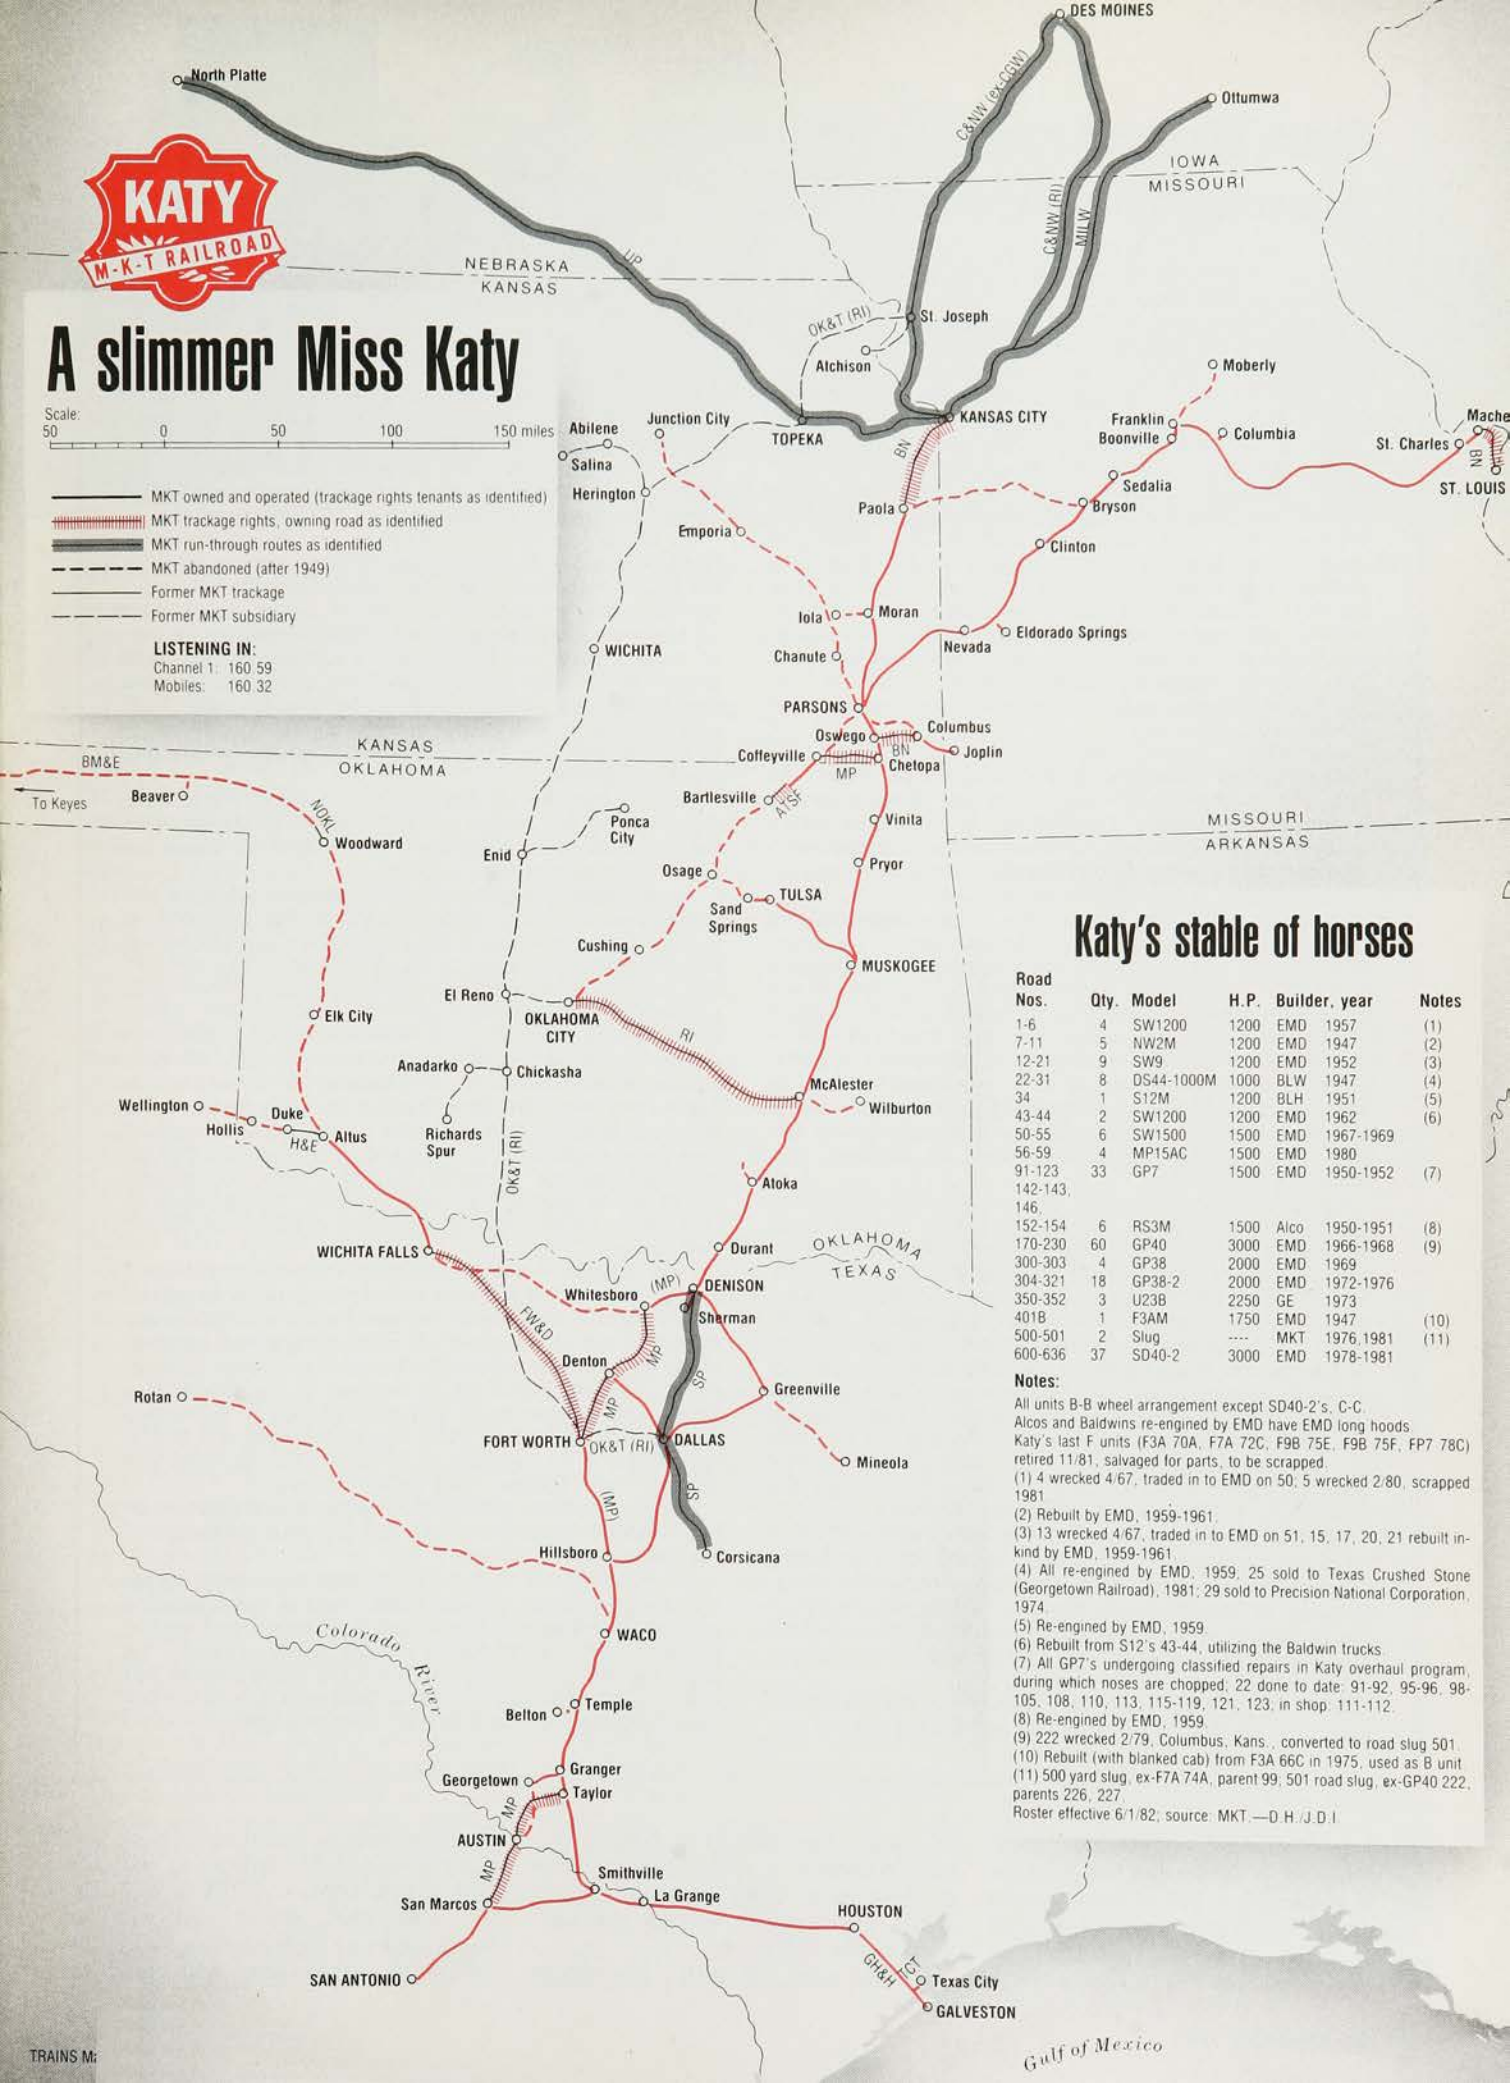 DES MOINES
North Platte
Ottumwa
C&NW (ex-CGW)
IOWA
MISSOURI
C&NW (RI)
MILW
KATY
M-K-T RAILROAD
UP
NEBRASKA
KANSAS
OK&T (RI)
St. Joseph
Atchison
A slimmer Miss Katy
Moberly
Scale:
50 0 50 100 150 miles
Abilene
Junction City
TOPEKA
KANSAS CITY
Franklin
Boonville
Columbia
St. Charles
Mache
BN
ST. LOUIS
Salina
Herington
BN
Sedalia
MKT owned and operated (trackage rights tenants as identified)
MKT trackage rights, owning road as identified
MKT run-through routes as identified
MKT abandoned (after 1949)
Former MKT trackage
Former MKT subsidiary
Paola
Bryson
Emporia
Clinton
LISTENING IN:
Channel 1: 160.59
Mobiles: 160.32
Iola
Moran
Eldorado Springs
WICHITA
Chanute
Nevada
PARSONS
Columbus
Oswego
BN
Joplin
KANSAS
OKLAHOMA
Coffeyville
MP
Chetopa
BM&E
To Keyes
Beaver
NOKL
Bartlesville
ATSF
Woodward
Ponca
City
Vinita
MISSOURI
ARKANSAS
Enid
Pryor
Osage
Sand
Springs
TULSA
Cushing
MUSKOGEE
El Reno
OKLAHOMA
CITY
RI
Elk City
Anadarko
Chickasha
McAlester
Wilburton
Wellington
Hollis
Duke
H&E
Altus
Richards
Spur
OK&T (RI)
Atoka
WICHITA FALLS
Durant
OKLAHOMA
TEXAS
(MP)
DENISON
Whitesboro
Sherman
FW&D
MP
Denton
SP
MP
Greenville
Rotan
FORT WORTH
OK&T (RI)
DALLAS
Mineola
(MP)
SP
Hillsboro
Corsicana
Colorado
River
WACO
Temple
Belton
Granger
Georgetown
Taylor
MP
AUSTIN
MP
Smithville
San Marcos
La Grange
HOUSTON
SAN ANTONIO
GH&H
TCT
Texas City
GALVESTON
Gulf of Mexico
Katy's stable of horses
Road
Nos. Qty. Model H.P. Builder, year Notes
1-6 4 SW1200 1200 EMD 1957 (1)
7-11 5 NW2M 1200 EMD 1947 (2)
12-21 9 SW9 1200 EMD 1952 (3)
22-31 8 DS44-1000M 1000 BLW 1947 (4)
34 1 S12M 1200 BLH 1951 (5)
43-44 2 SW1200 1200 EMD 1962 (6)
50-55 6 SW1500 1500 EMD 1967-1969
56-59 4 MP15AC 1500 EMD 1980
91-123 33 GP7 1500 EMD 1950-1952 (7)
142-143,
146,
152-154 6 RS3M 1500 Alco 1950-1951 (8)
170-230 60 GP40 3000 EMD 1966-1968 (9)
300-303 4 GP38 2000 EMD 1969
304-321 18 GP38-2 2000 EMD 1972-1976
350-352 3 U23B 2250 GE 1973
401B 1 F3AM 1750 EMD 1947 (10)
500-501 2 Slug ---- MKT 1976,1981 (11)
600-636 37 SD40-2 3000 EMD 1978-1981
Notes:
All units B-B wheel arrangement except SD40-2's, C-C.
Alcos and Baldwins re-engined by EMD have EMD long hoods.
Katy's last F units (F3A 70A, F7A 72C, F9B 75E, F9B 75F, FP7 78C)
retired 11/81, salvaged for parts, to be scrapped.
(1) 4 wrecked 4/67, traded in to EMD on 50; 5 wrecked 2/80, scrapped
1981
(2) Rebuilt by EMD, 1959-1961.
(3) 13 wrecked 4/67, traded in to EMD on 51, 15, 17, 20, 21 rebuilt in-
kind by EMD, 1959-1961.
(4) All re-engined by EMD, 1959, 25 sold to Texas Crushed Stone
(Georgetown Railroad), 1981; 29 sold to Precision National Corporation,
1974.
(5) Re-engined by EMD, 1959.
(6) Rebuilt from S12's 43-44, utilizing the Baldwin trucks.
(7) All GP7's undergoing classified repairs in Katy overhaul program,
during which noses are chopped; 22 done to date: 91-92, 95-96, 98-
105, 108, 110, 113, 115-119, 121, 123; in shop: 111-112.
(8) Re-engined by EMD, 1959.
(9) 222 wrecked 2/79, Columbus, Kans., converted to road slug 501.
(10) Rebuilt (with blanked cab) from F3A 66C in 1975, used as B unit.
(11) 500 yard slug, ex-F7A 74A, parent 99; 501 road slug, ex-GP40 222,
parents 226, 227.
Roster effective 6/1/82; source: MKT.—D.H./J.D.I.
TRAINS